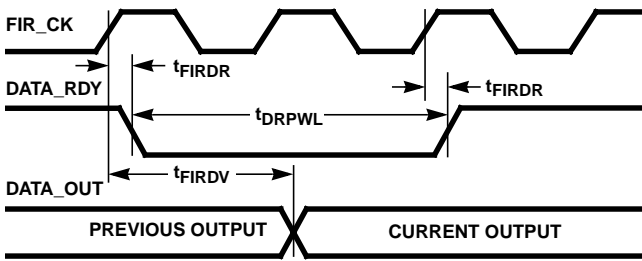 FIR_CK
tFIRDR
DATA_RDY
tFIRDR
tDRPWL
tFIRDV
DATA_OUT
PREVIOUS OUTPUT
CURRENT OUTPUT